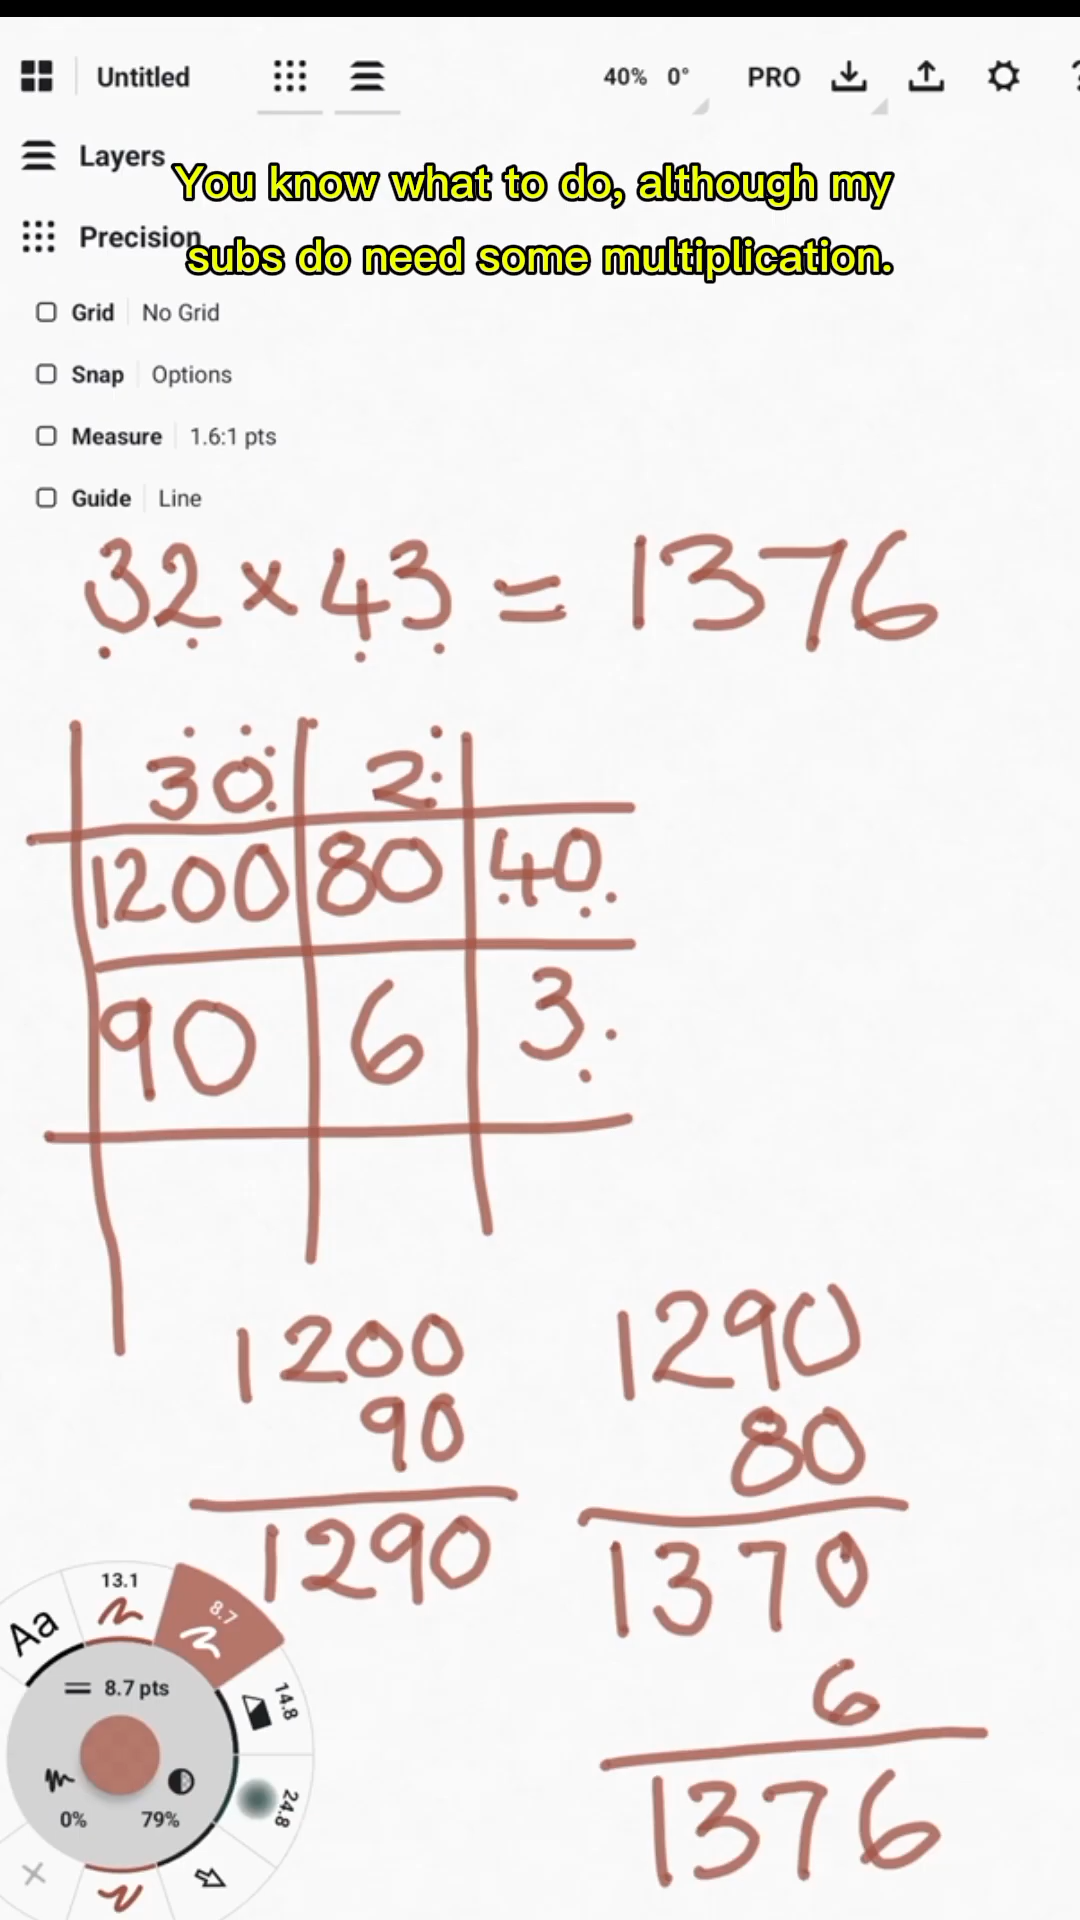 Untitled 40% 0° PRO
Layers
You know what to do, although my
subs do need some multiplication.
Precision
Grid No Grid
Snap Options
Measure 1.6:1 pts
Guide Line
32 × 43 = 1376
30 2
1200 80 40
90 6 3
1200
90
1290
1290
80
1370
6
1376
13.1
8.7
Aa
14.8
8.7 pts
24.8
0% 79%